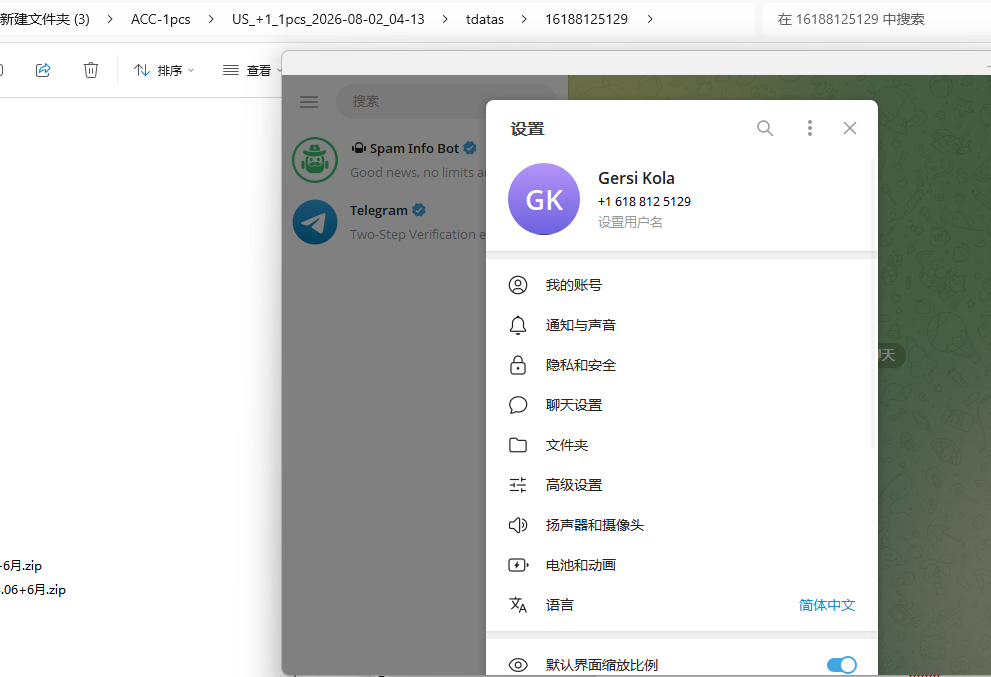 新建文件夹 (3) > ACC-1pcs > US_+1_1pcs_2026-08-02_04-13 > tdatas > 16188125129 >
在 16188125129 中搜索
排序
查看
搜索
Spam Info Bot
Good news, no limits
Telegram
Two-Step Verification
设置
GK
Gersi Kola
+1 618 812 5129
设置用户名
我的账号
通知与声音
隐私和安全
聊天设置
文件夹
高级设置
扬声器和摄像头
电池和动画
语言
简体中文
默认界面缩放比例
天
+6月.zip
.06+6月.zip